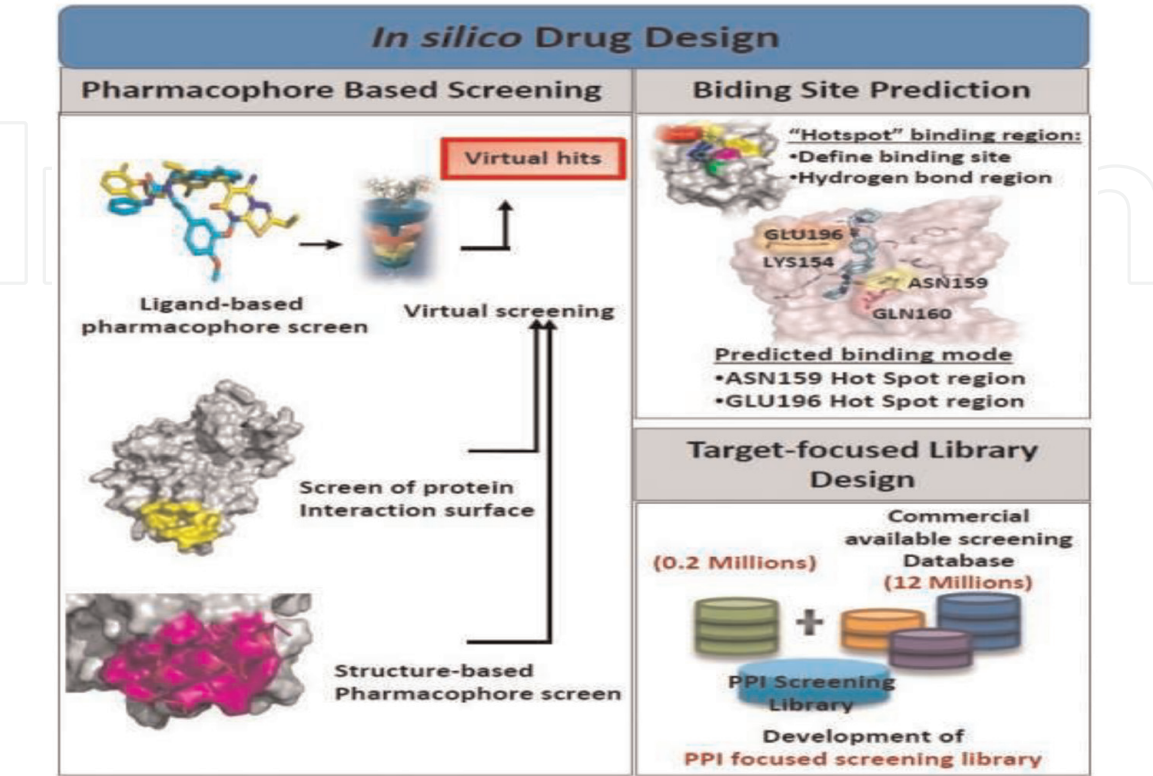 In silico Drug Design
Pharmacophore Based Screening
Virtual hits
Ligand-based
pharmacophore screen
Virtual screening
Screen of protein
Interaction surface
Structure-based
Pharmacophore screen
Biding Site Prediction
“Hotspot” binding region:
•Define binding site
•Hydrogen bond region
GLU196
LYS154
ASN159
GLN160
Predicted binding mode
•ASN159 Hot Spot region
•GLU196 Hot Spot region
Target-focused Library
Design
Commercial
available screening
Database
(12 Millions)
(0.2 Millions)
+
PPI Screening
Library
Development of
PPI focused screening library